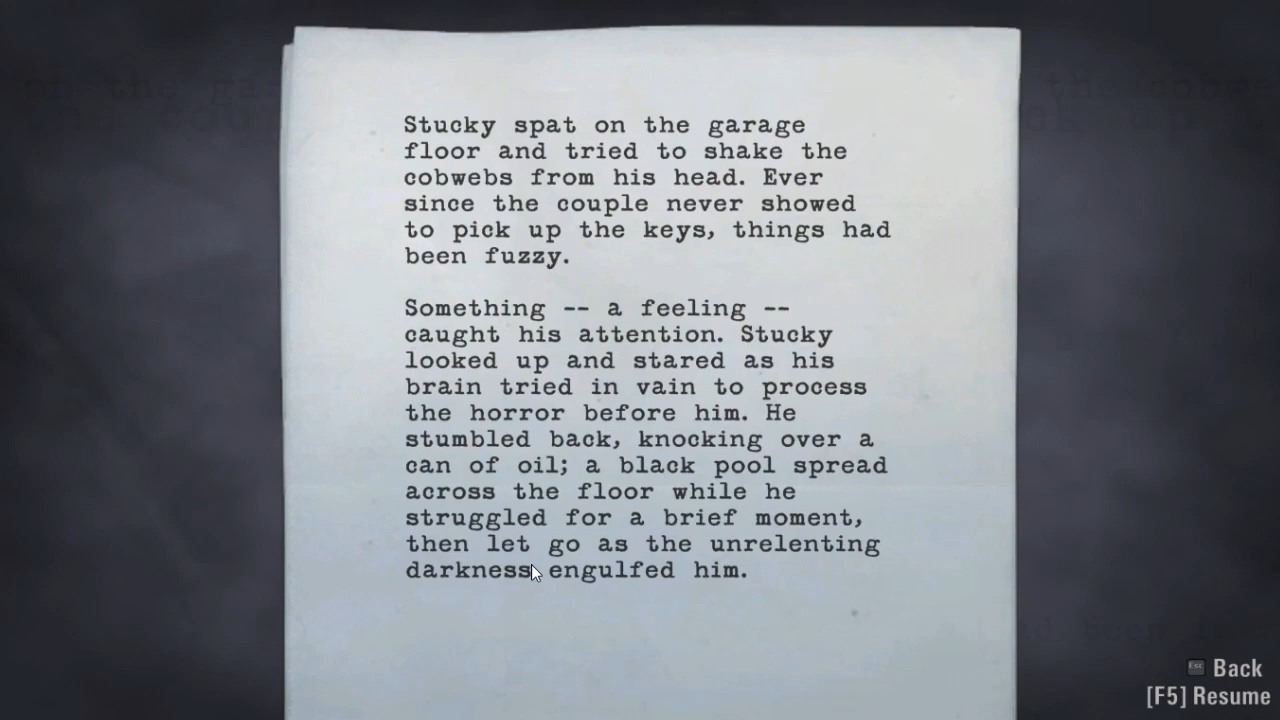 Stucky spat on the garage
floor and tried to shake the
cobwebs from his head. Ever
since the couple never showed
to pick up the keys, things had
been fuzzy.
Something -- a feeling --
caught his attention. Stucky
looked up and stared as his
brain tried in vain to process
the horror before him. He
stumbled back, knocking over a
can of oil; a black pool spread
across the floor while he
struggled for a brief moment,
then let go as the unrelenting
darkness engulfed him.
Esc Back
[F5] Resume